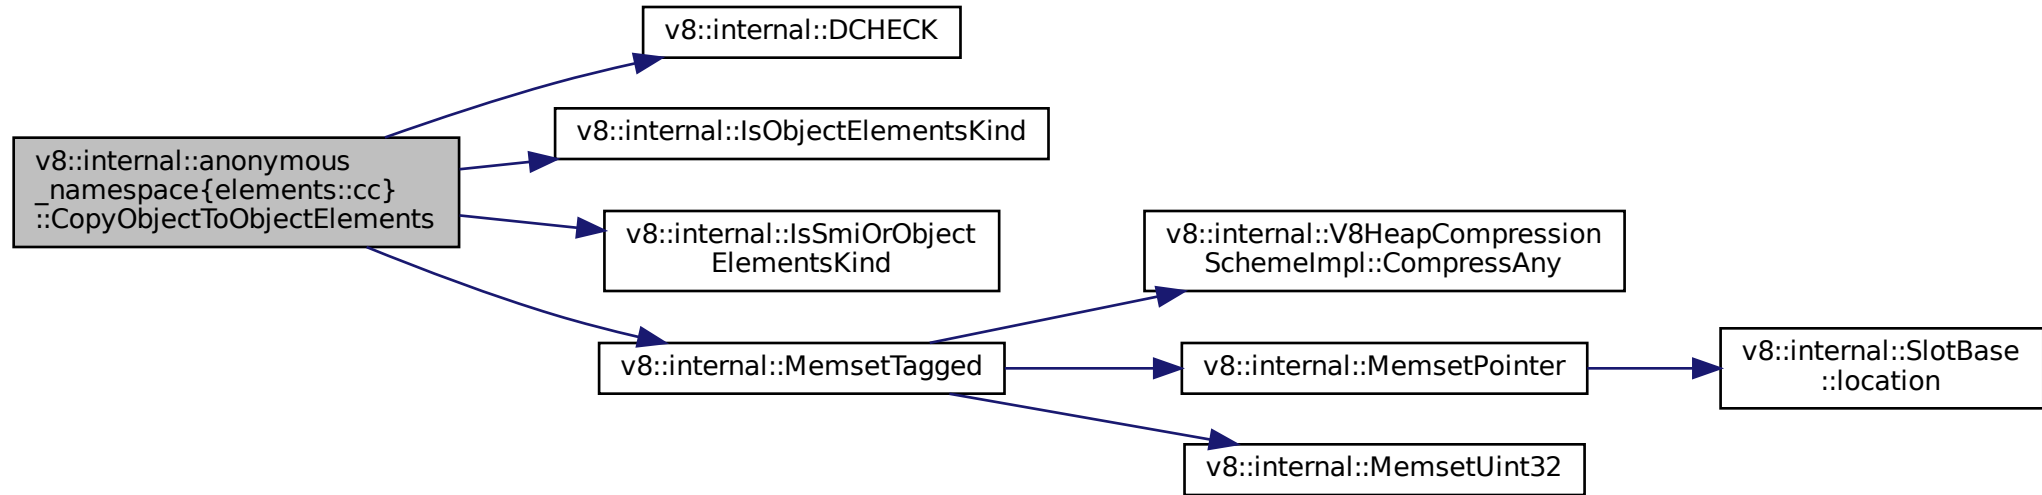 v8::internal::DCHECK
v8::internal::IsObjectElementsKind
v8::internal::anonymous
_namespace{elements::cc}
::CopyObjectToObjectElements
v8::internal::IsSmiOrObject
ElementsKind
v8::internal::V8HeapCompression
SchemeImpl::CompressAny
v8::internal::MemsetTagged
v8::internal::MemsetPointer
v8::internal::SlotBase
::location
v8::internal::MemsetUint32